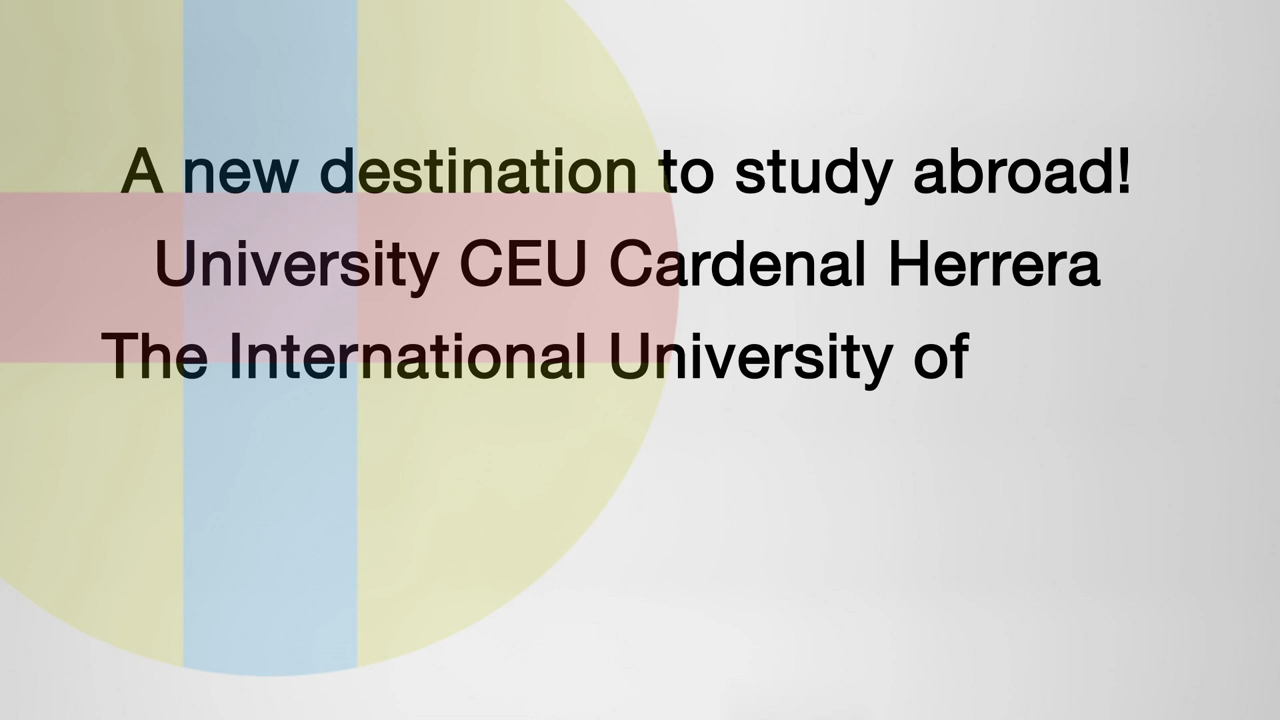 A new destination to study abroad!
University CEU Cardenal Herrera
The International University of